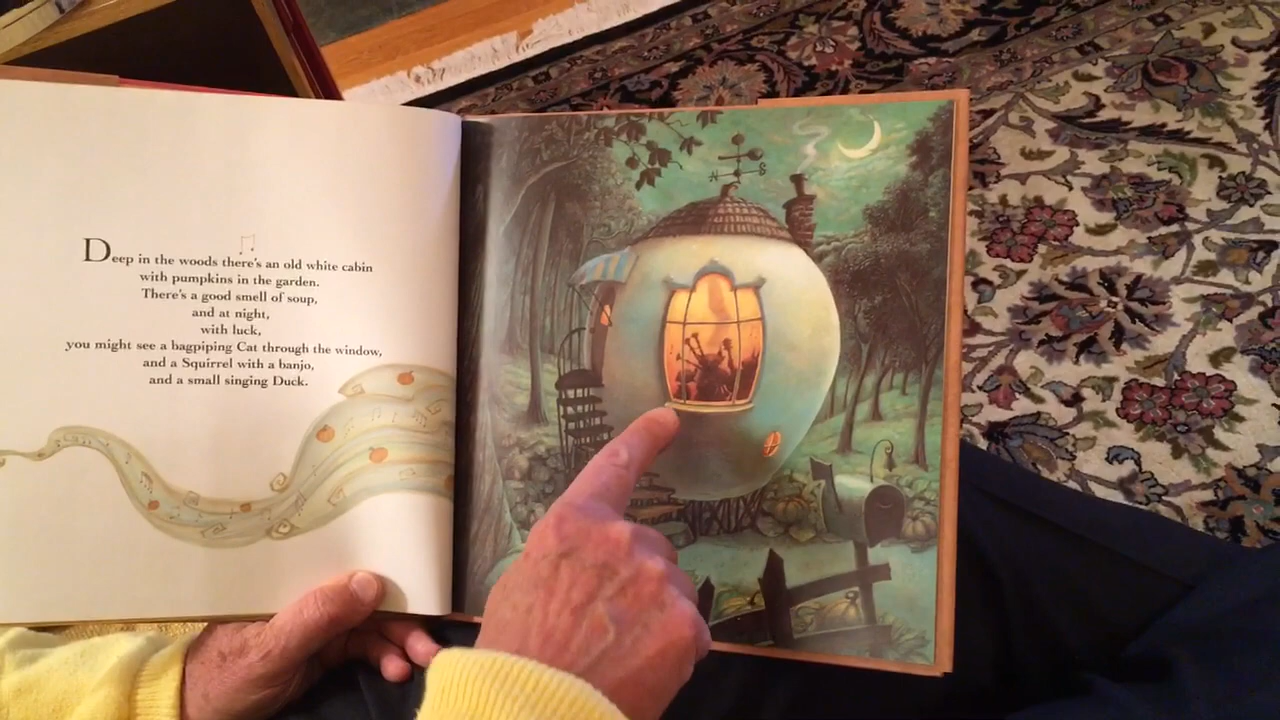 Deep in the woods there's an old white cabin
with pumpkins in the garden.
There's a good smell of soup,
and at night,
with luck,
you might see a bagpiping Cat through the window,
and a Squirrel with a banjo,
and a small singing Duck.
N
S